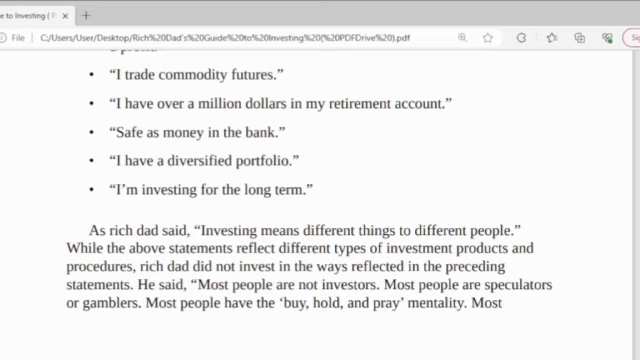 e to Investing ( P
File C:/Users/User/Desktop/Rich%20Dad's%20Guide%20to%20Investing%20(%20PDFDrive%20).pdf
• “I trade commodity futures.”
• “I have over a million dollars in my retirement account.”
• “Safe as money in the bank.”
• “I have a diversified portfolio.”
• “I’m investing for the long term.”
As rich dad said, “Investing means different things to different people.”
While the above statements reflect different types of investment products and
procedures, rich dad did not invest in the ways reflected in the preceding
statements. He said, “Most people are not investors. Most people are speculators
or gamblers. Most people have the ‘buy, hold, and pray’ mentality. Most